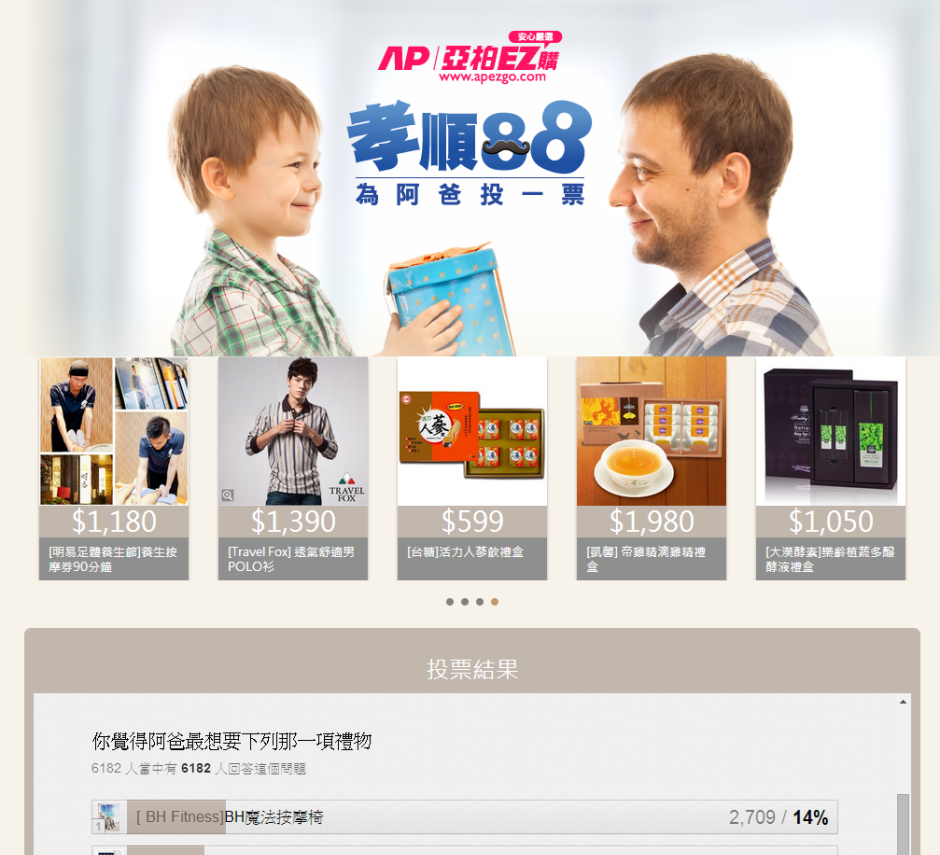 安心嚴選
AP 亞柏EZ購
www.apezgo.com
孝順88
為阿爸投一票
TRAVEL
FOX
活力
人蔘
$1,180
$1,390
$599
$1,980
$1,050
[明易足體養生館]養生按
摩券90分鐘
[Travel Fox] 透氣舒適男
POLO衫
[台糖]活力人蔘飲禮盒
[凱馨] 帝雞精滴雞精禮
盒
[大漢酵素]樂齡植蔬多醣
酵液禮盒
投票結果
你覺得阿爸最想要下列那一項禮物
6182 人當中有 6182 人回答這個問題
1
[ BH Fitness]BH魔法按摩椅
2,709 / 14%